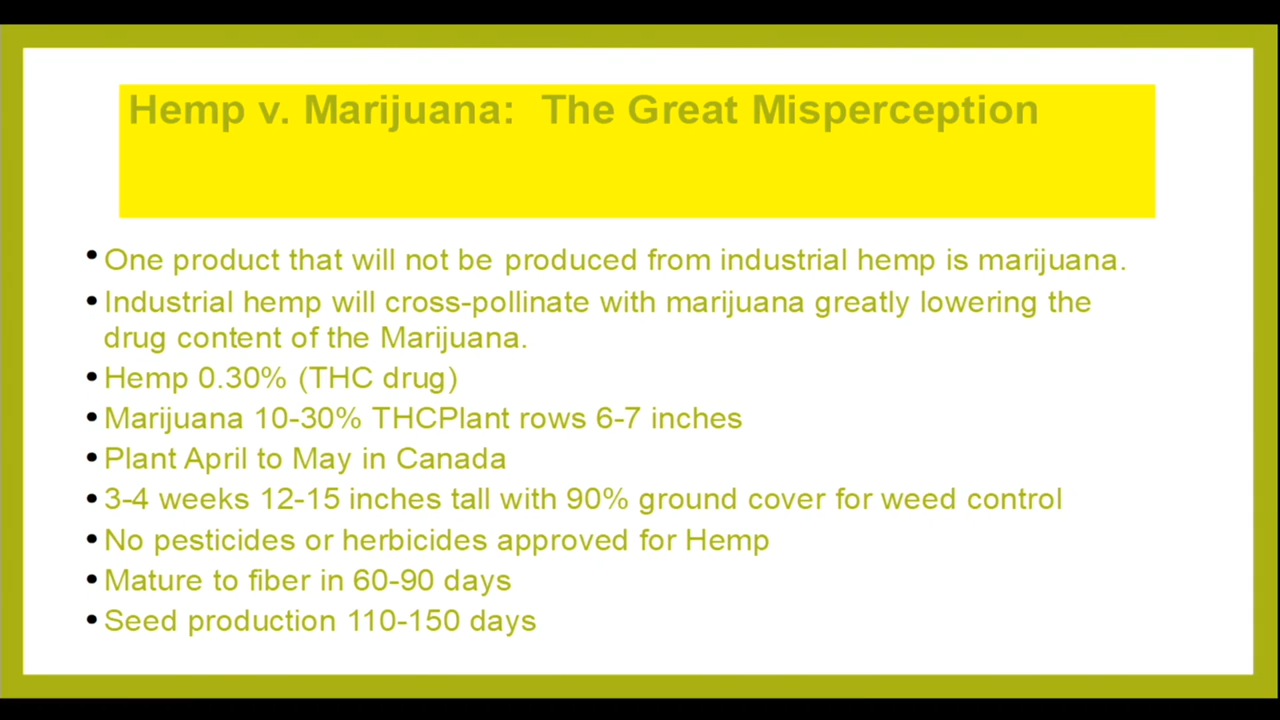 Hemp v. Marijuana: The Great Misperception
• One product that will not be produced from industrial hemp is marijuana.
• Industrial hemp will cross-pollinate with marijuana greatly lowering the
drug content of the Marijuana.
• Hemp 0.30% (THC drug)
• Marijuana 10-30% THCPlant rows 6-7 inches
• Plant April to May in Canada
• 3-4 weeks 12-15 inches tall with 90% ground cover for weed control
• No pesticides or herbicides approved for Hemp
• Mature to fiber in 60-90 days
• Seed production 110-150 days